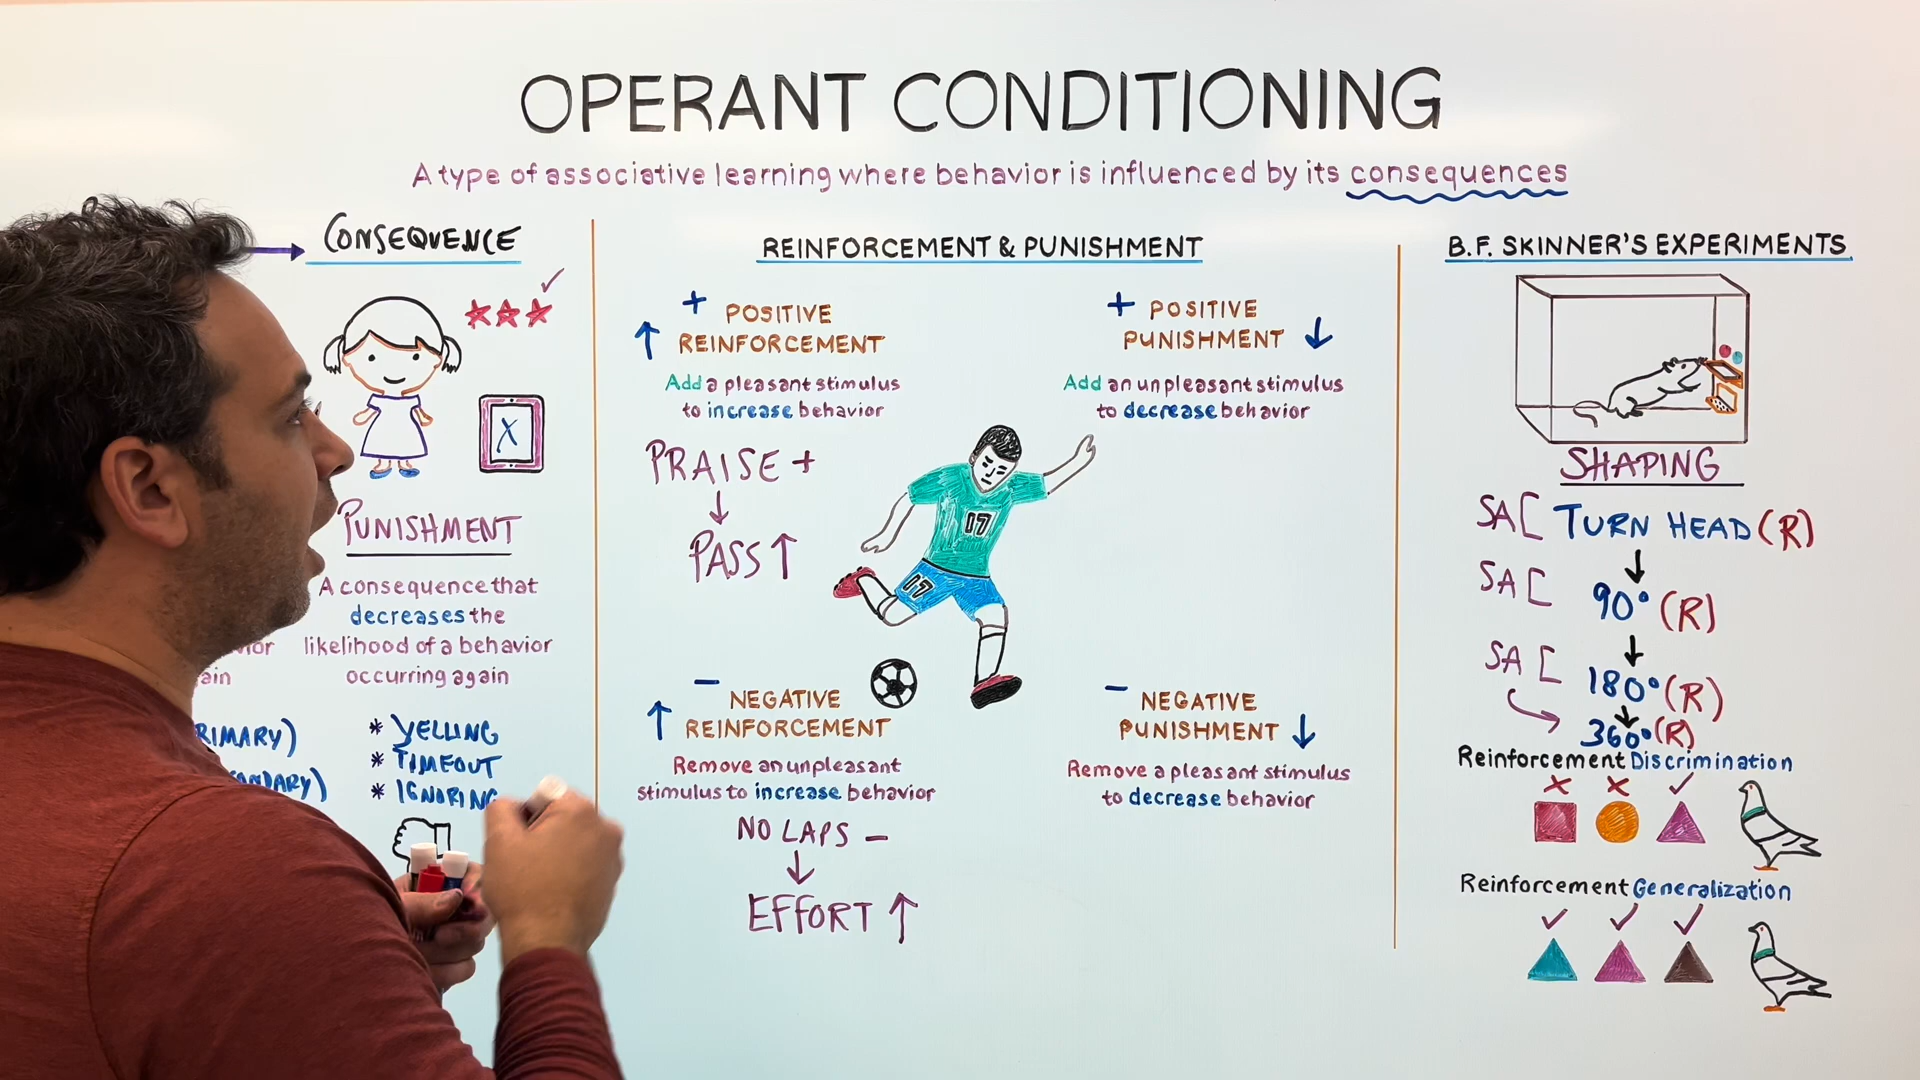 OPERANT CONDITIONING
A type of associative learning where behavior is influenced by its consequences
CONSEQUENCE
X
PUNISHMENT
A consequence that
decreases the
likelihood of a behavior
occurring again
* YELLING
* TIMEOUT
* IGNORING
REINFORCEMENT & PUNISHMENT
+ POSITIVE
↑ REINFORCEMENT
Add a pleasant stimulus
to increase behavior
PRAISE +
↓
PASS ↑
+ POSITIVE
PUNISHMENT ↓
Add an unpleasant stimulus
to decrease behavior
17
17
– NEGATIVE
↑ REINFORCEMENT
Remove an unpleasant
stimulus to increase behavior
NO LAPS –
↓
EFFORT ↑
– NEGATIVE
PUNISHMENT ↓
Remove a pleasant stimulus
to decrease behavior
B.F. SKINNER'S EXPERIMENTS
SHAPING
SA [ TURN HEAD (R)
↓
SA [ 90° (R)
↓
SA [ 180° (R)
↓
360° (R)
Reinforcement Discrimination
Reinforcement Generalization